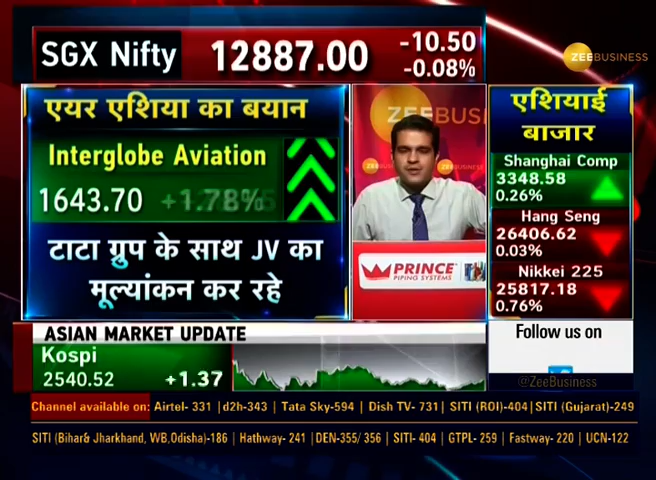 SGX Nifty 12887.00 -10.50
-0.08%
ZEE BUSINESS
एयर एशिया का बयान
Interglobe Aviation
1643.70
टाटा ग्रुप के साथ JV का
मूल्यांकन कर रहे
ZEE BUSINESS
PRINCE
PIPING SYSTEMS
एशियाई
बाजार
Shanghai Comp
3348.58
0.26%
Hang Seng
26406.62
0.03%
Nikkei 225
25817.18
0.76%
ASIAN MARKET UPDATE
Kospi
2540.52 +1.37
Follow us on
@ZeeBusiness
Channel available on: Airtel- 331 |d2h-343 | Tata Sky-594 | Dish TV- 731| SITI (ROI)-404|SITI (Gujarat)-249
SITI (Bihar& Jharkhand, WB,Odisha)-186 | Hathway- 241 |DEN-355/ 356 | SITI- 404 | GTPL- 259 | Fastway- 220 | UCN-122